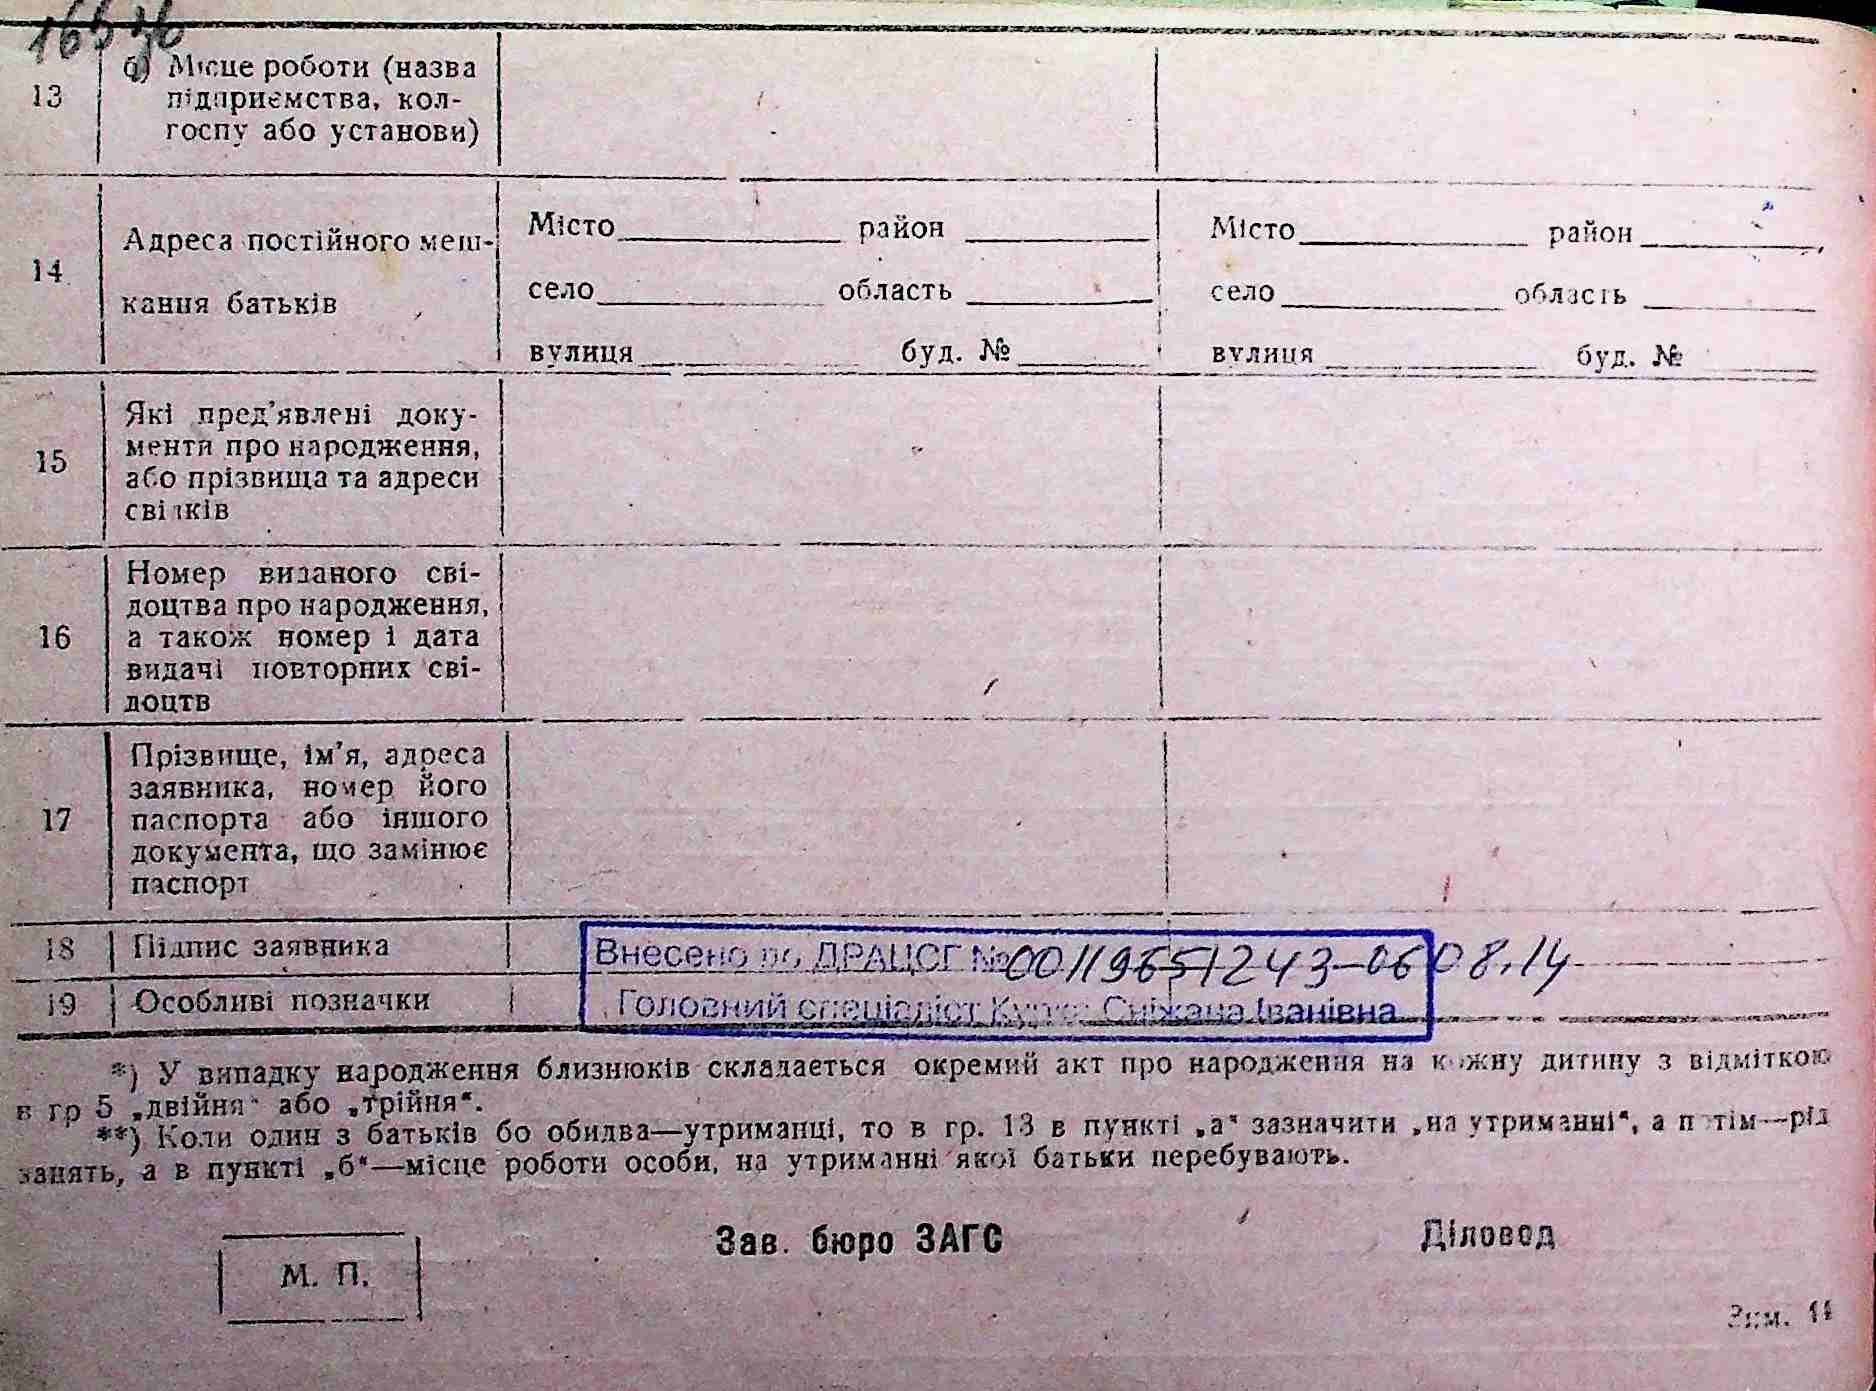 13
б) Місце роботи (назва
підприємства, кол-
госпу або установи)
14
Адреса постійного меш-
кання батьків
Місто район
село область
вулиця буд. №
Місто район
село область
вулиця буд. №
15
Які пред’явлені доку-
менти про народження,
або прізвища та адреси
свідків
16
Номер виданого сві-
доцтва про народження,
а також номер і дата
видачі повторних сві-
доцтв
17
Прізвище, ім’я, адреса
заявника, номер його
паспорта або іншого
документа, що замінює
паспорт
18 Підпис заявника
19 Особливі позначки
Внесено до ДРАЦСГ №00119651243-06 08.14
Головний спеціаліст Сніжана Іванівна
*) У випадку народження близнюків складається окремий акт про народження на кожну дитину з відміткою
в гр 5 „двійня“ або „трійня“.
**) Коли один з батьків бо обидва—утриманці, то в гр. 13 в пункті „а“ зазначити „на утриманні“, а потім—рід
занять, а в пункті „б“—місце роботи особи, на утриманні якої батьки перебувають.
М. П.
Зав. бюро ЗАГС
Діловод